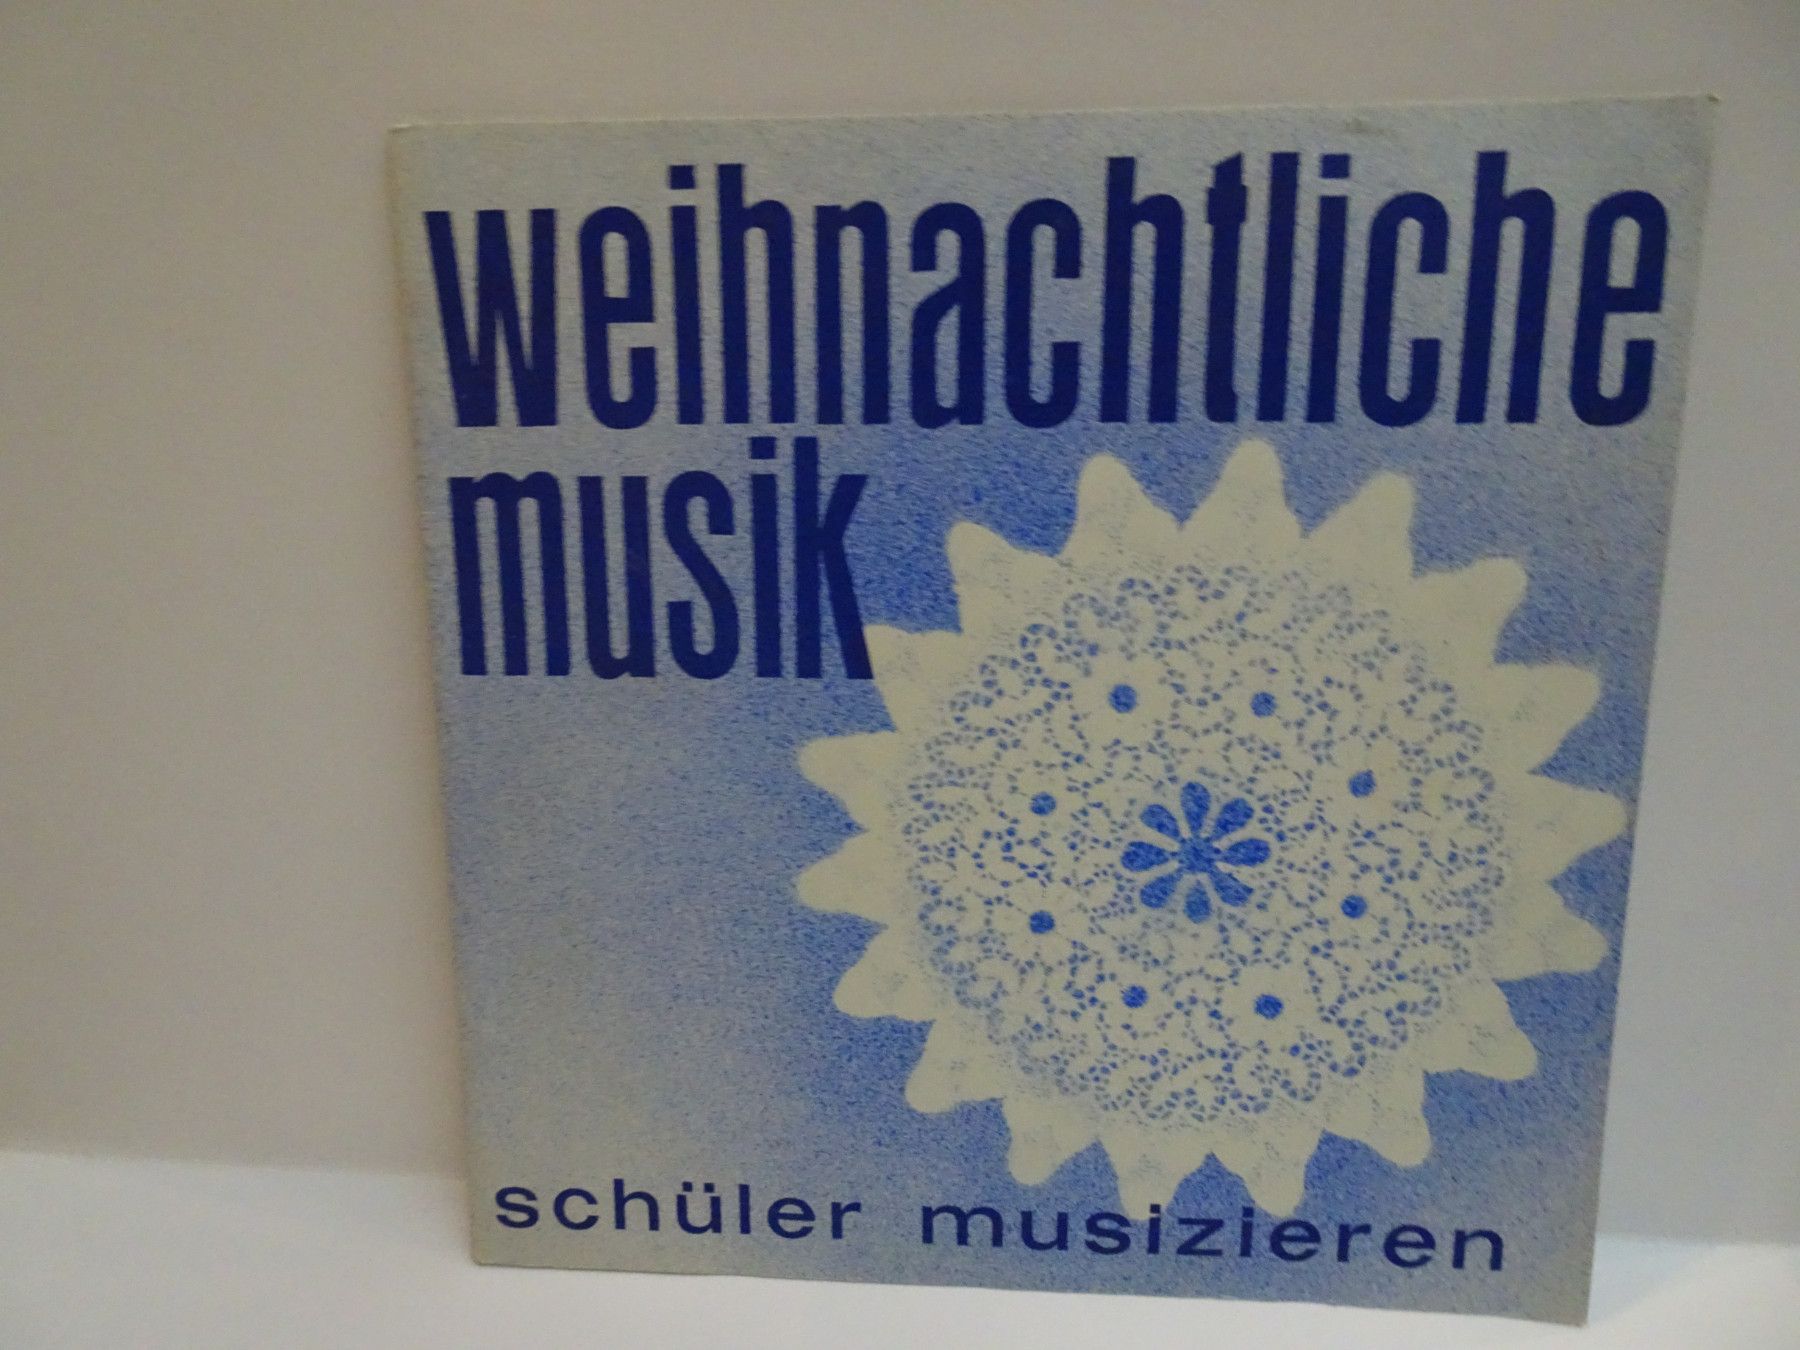 weihnachtliche
musik
schüler musizieren